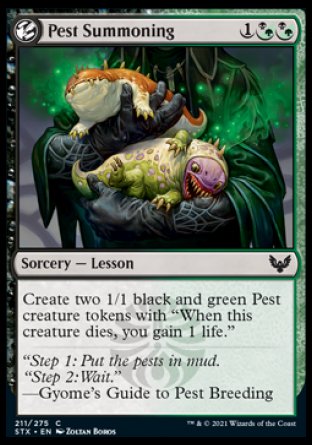 Pest Summoning 1
Sorcery — Lesson
Create two 1/1 black and green Pest
creature tokens with “When this
creature dies, you gain 1 life.”
“Step 1: Put the pests in mud.
“Step 2:Wait.”
—Gyome's Guide to Pest Breeding
211/275 C
STX • EN Zoltan Boros
™ & © 2021 Wizards of the Coast